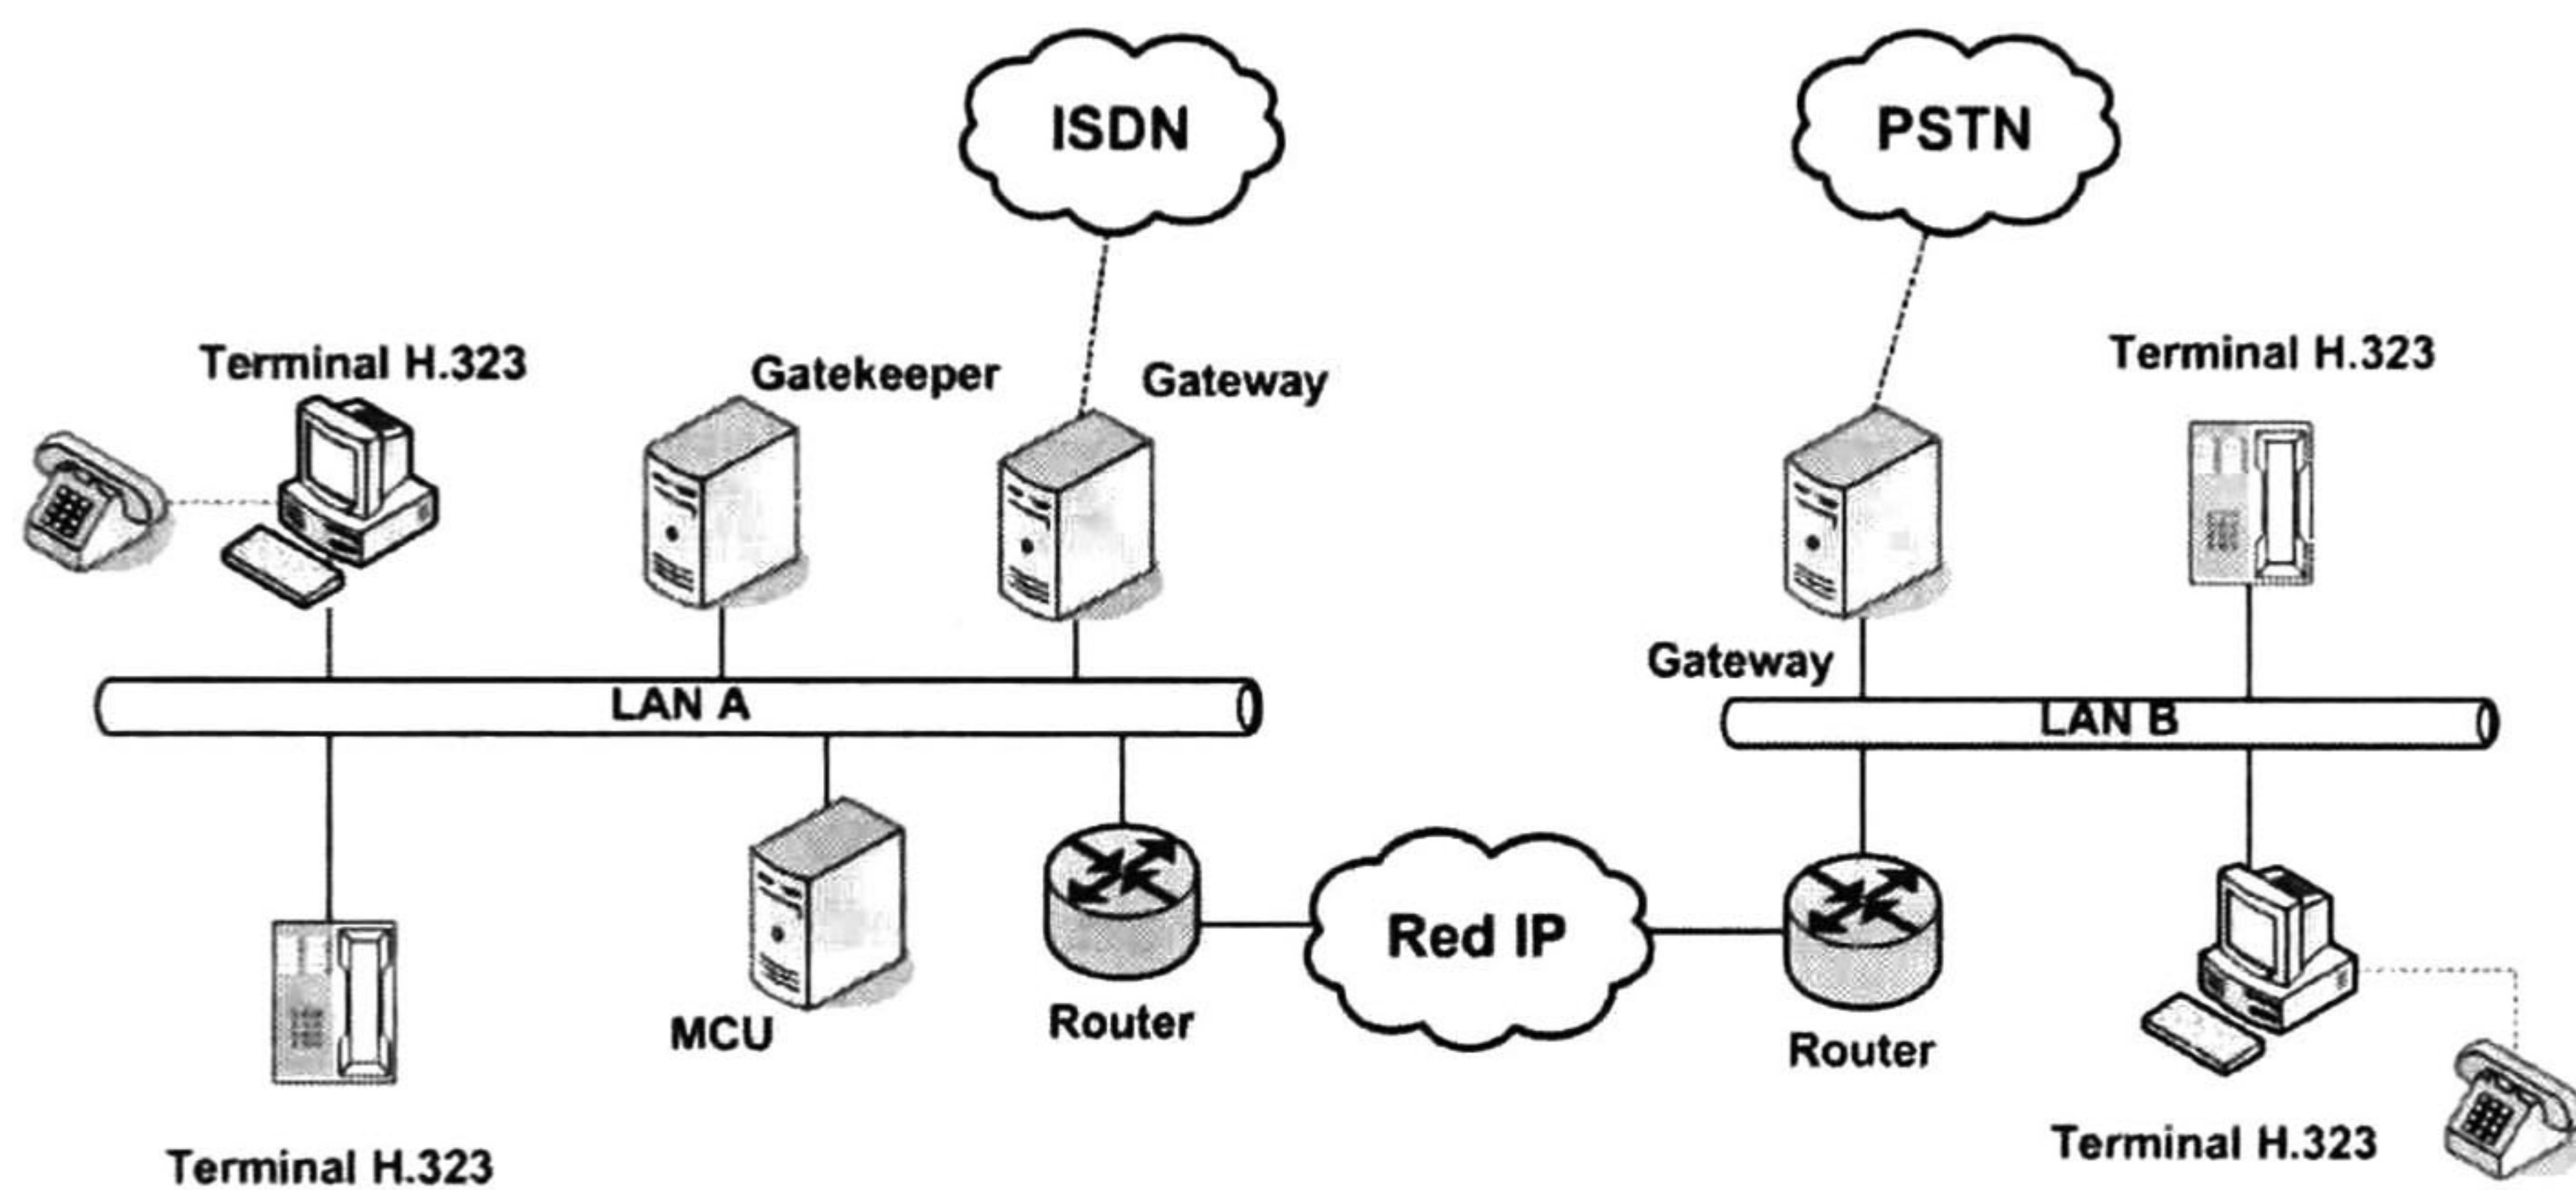 ISDN
PSTN
Terminal H.323
Gatekeeper
Gateway
Terminal H.323
Gateway
LAN A
LAN B
Red IP
MCU
Router
Router
Terminal H.323
Terminal H.323